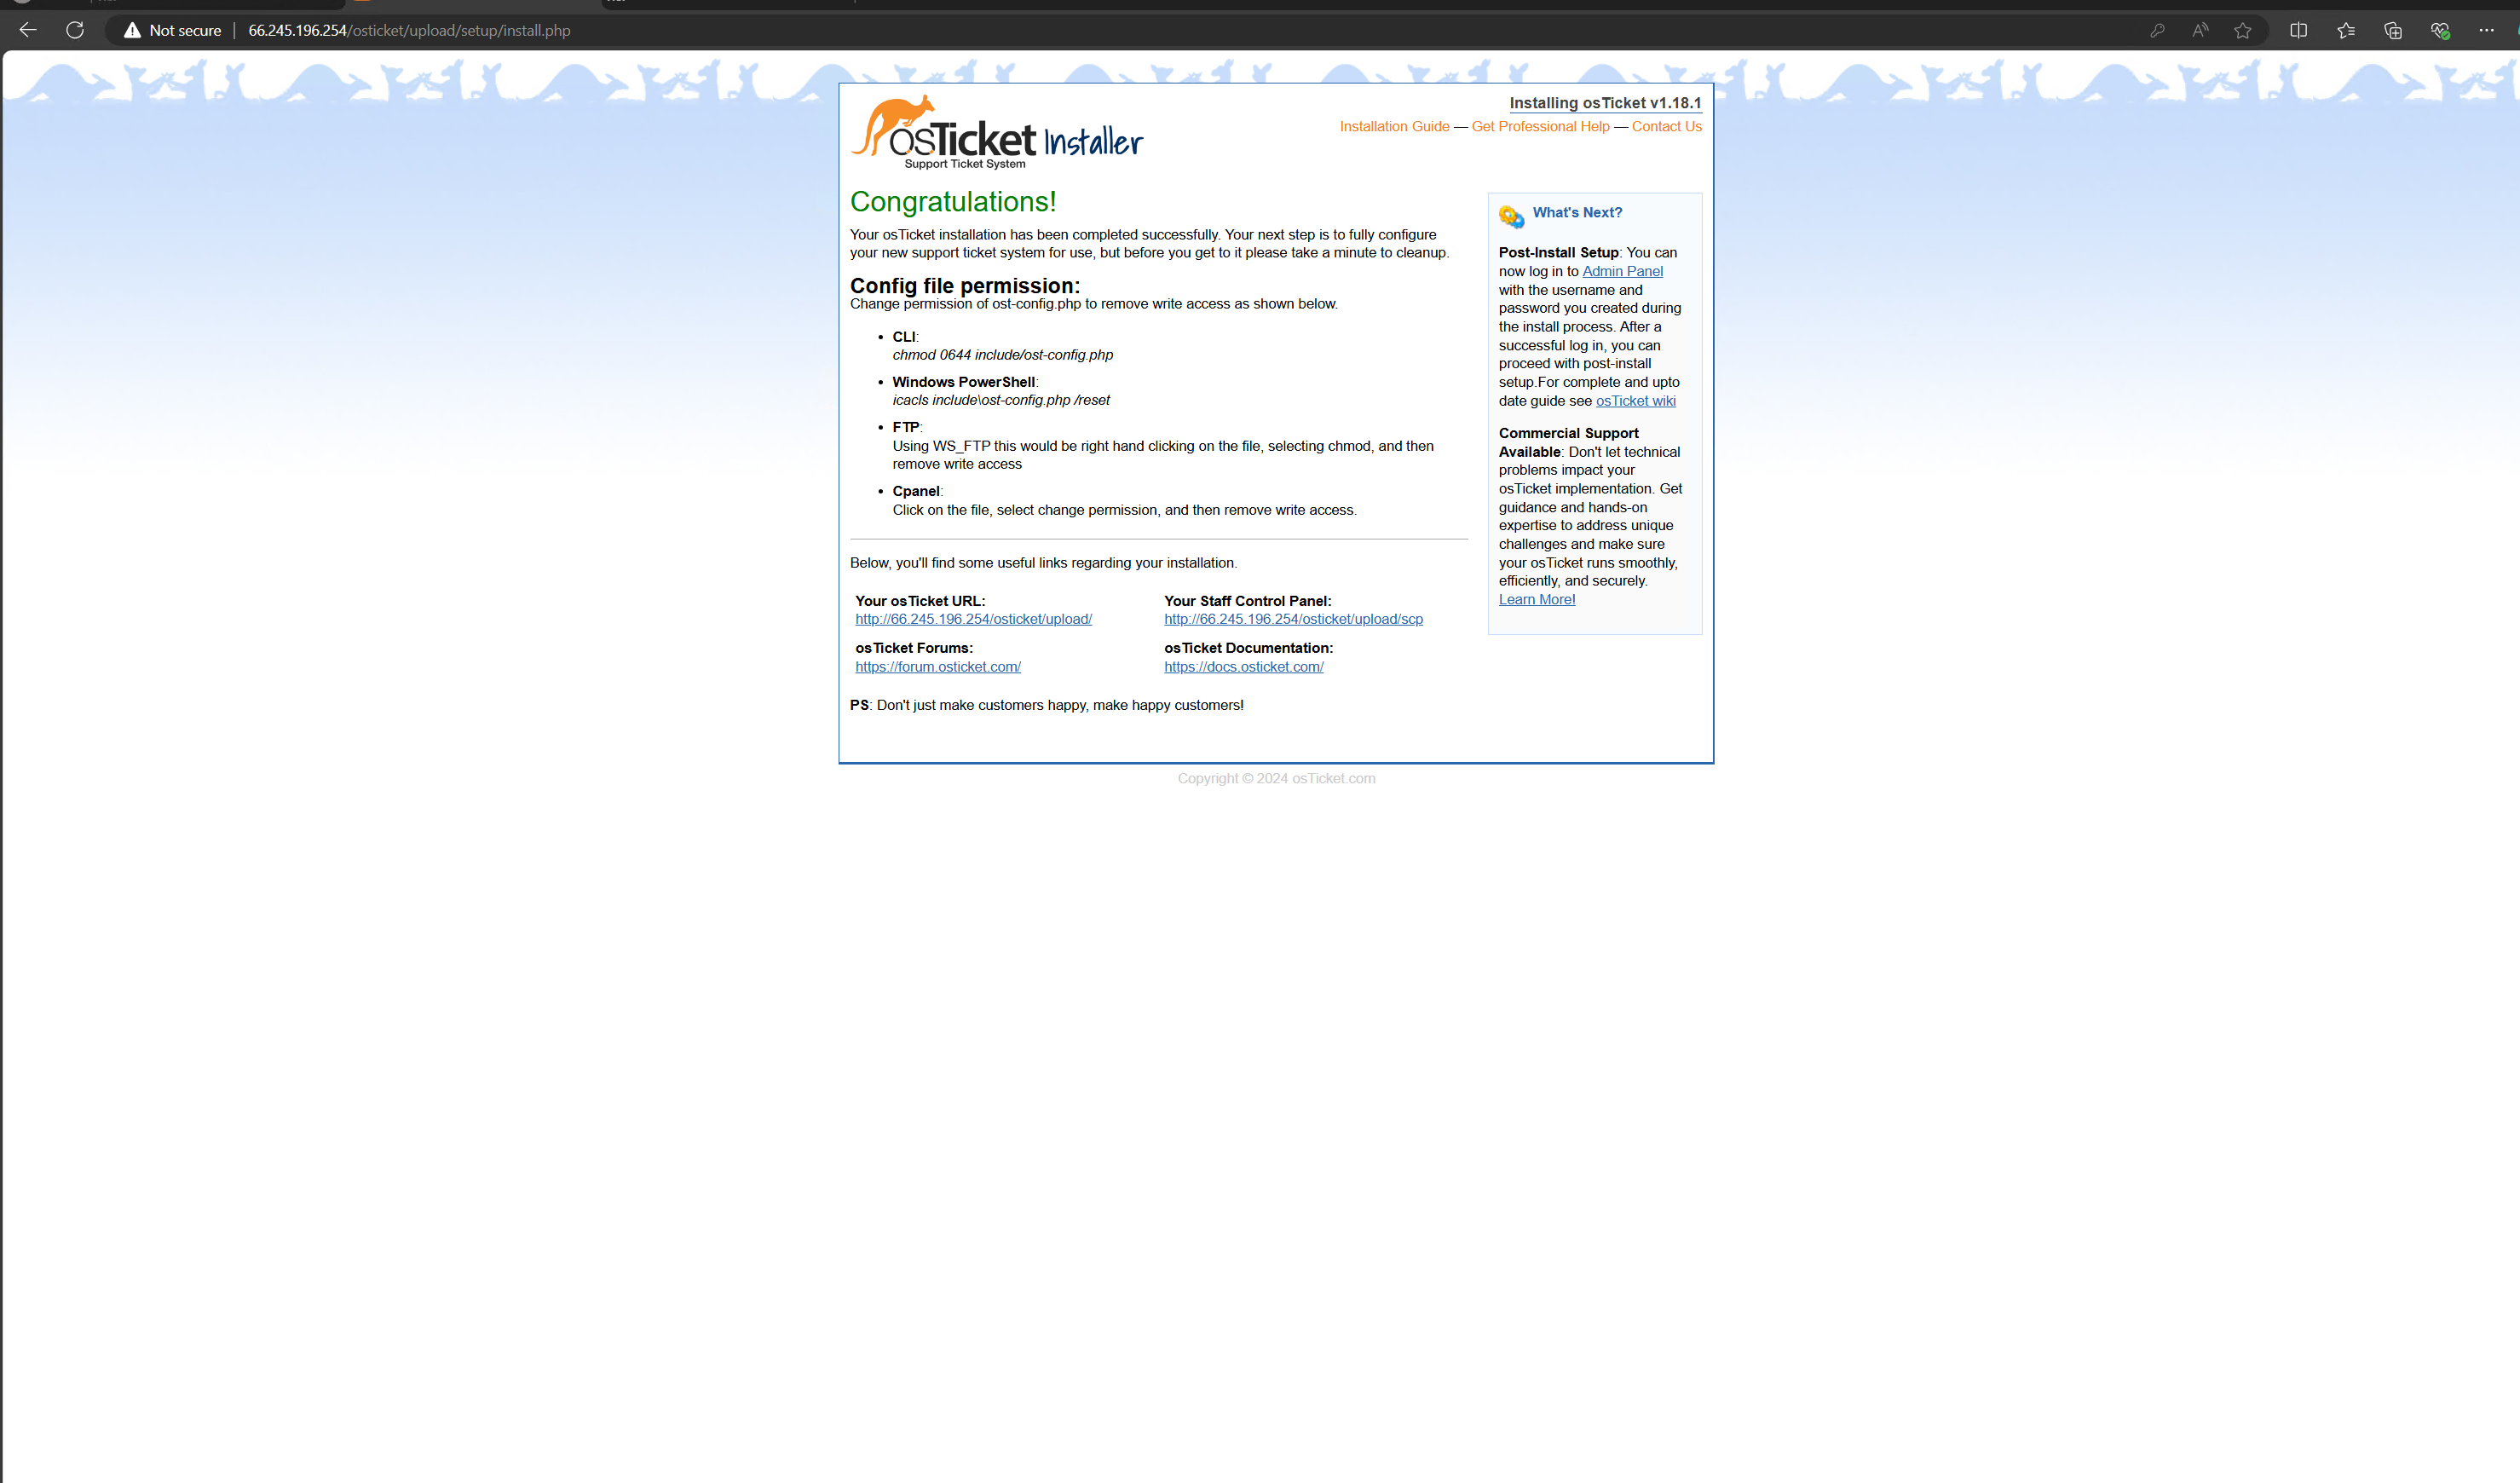 Not secure
66.245.196.254/osticket/upload/setup/install.php
osTicket Installer
Support Ticket System
Installing osTicket v1.18.1
Installation Guide — Get Professional Help — Contact Us
Congratulations!
Your osTicket installation has been completed successfully. Your next step is to fully configure
your new support ticket system for use, but before you get to it please take a minute to cleanup.
Config file permission:
Change permission of ost-config.php to remove write access as shown below.
• CLI:
chmod 0644 include/ost-config.php
• Windows PowerShell:
icacls include\ost-config.php /reset
• FTP:
Using WS_FTP this would be right hand clicking on the file, selecting chmod, and then
remove write access
• Cpanel:
Click on the file, select change permission, and then remove write access.
Below, you'll find some useful links regarding your installation.
Your osTicket URL:
http://66.245.196.254/osticket/upload/
Your Staff Control Panel:
http://66.245.196.254/osticket/upload/scp
osTicket Forums:
https://forum.osticket.com/
osTicket Documentation:
https://docs.osticket.com/
PS: Don't just make customers happy, make happy customers!
What's Next?
Post-Install Setup: You can
now log in to Admin Panel
with the username and
password you created during
the install process. After a
successful log in, you can
proceed with post-install
setup.For complete and upto
date guide see osTicket wiki
Commercial Support
Available: Don't let technical
problems impact your
osTicket implementation. Get
guidance and hands-on
expertise to address unique
challenges and make sure
your osTicket runs smoothly,
efficiently, and securely.
Learn More!
Copyright © 2024 osTicket.com